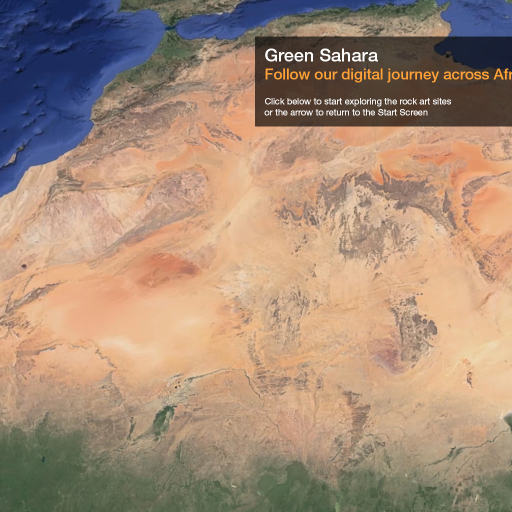 Green Sahara
Follow our digital journey across Afr
Click below to start exploring the rock art sites
or the arrow to return to the Start Screen